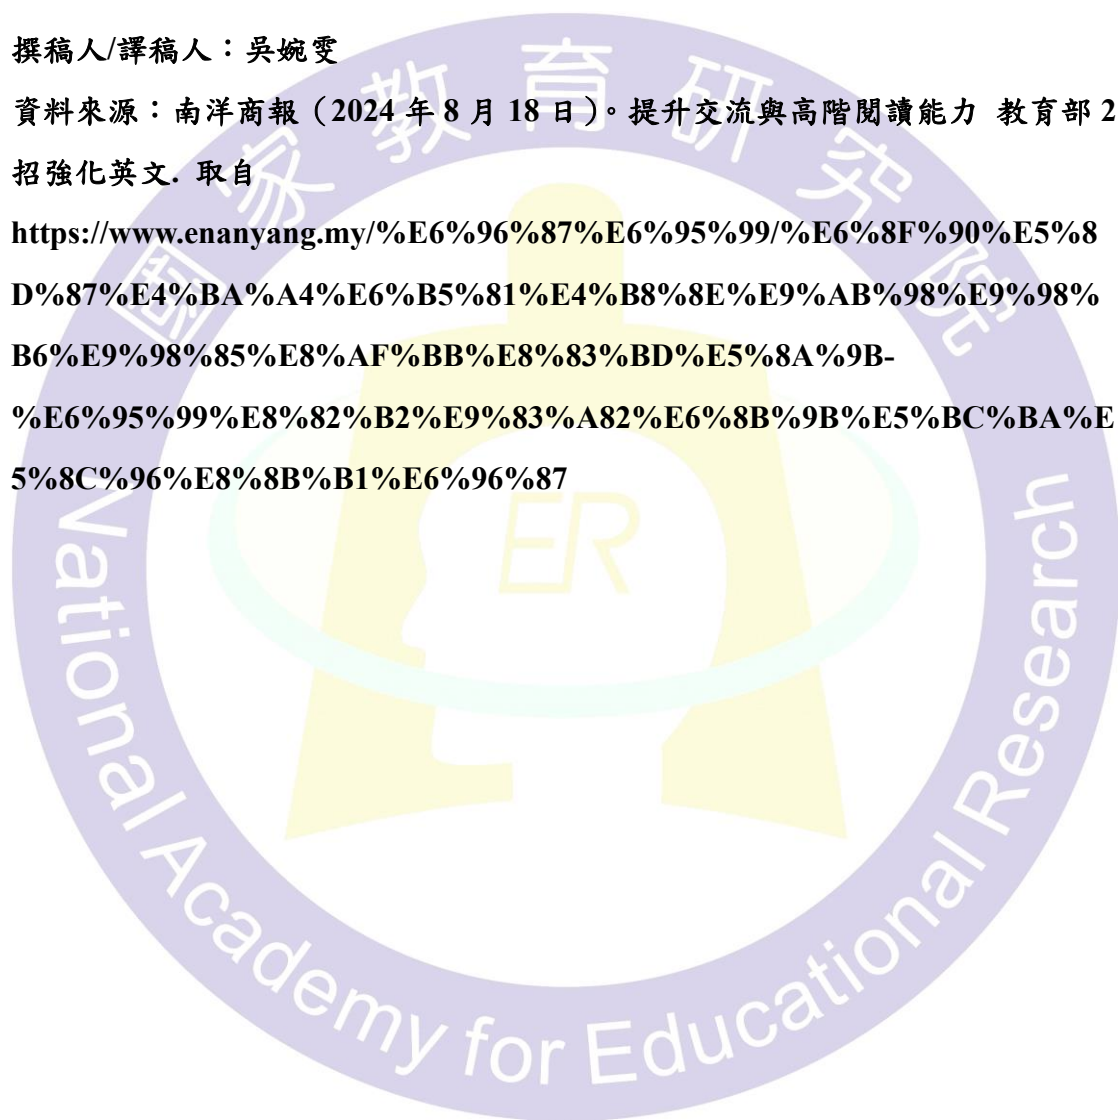 撰稿人/譯稿人：吳婉雯
資料來源：南洋商報（2024 年 8 月 18 日）。提升交流與高階閱讀能力 教育部 2
招強化英文. 取自
https://www.enanyang.my/%E6%96%87%E6%95%99/%E6%8F%90%E5%8
D%87%E4%BA%A4%E6%B5%81%E4%B8%8E%E9%AB%98%E9%98%
B6%E9%98%85%E8%AF%BB%E8%83%BD%E5%8A%9B-
%E6%95%99%E8%82%B2%E9%83%A82%E6%8B%9B%E5%BC%BA%E
5%8C%96%E8%8B%B1%E6%96%87
國家教育研究院
ER
National Academy for Educational Research